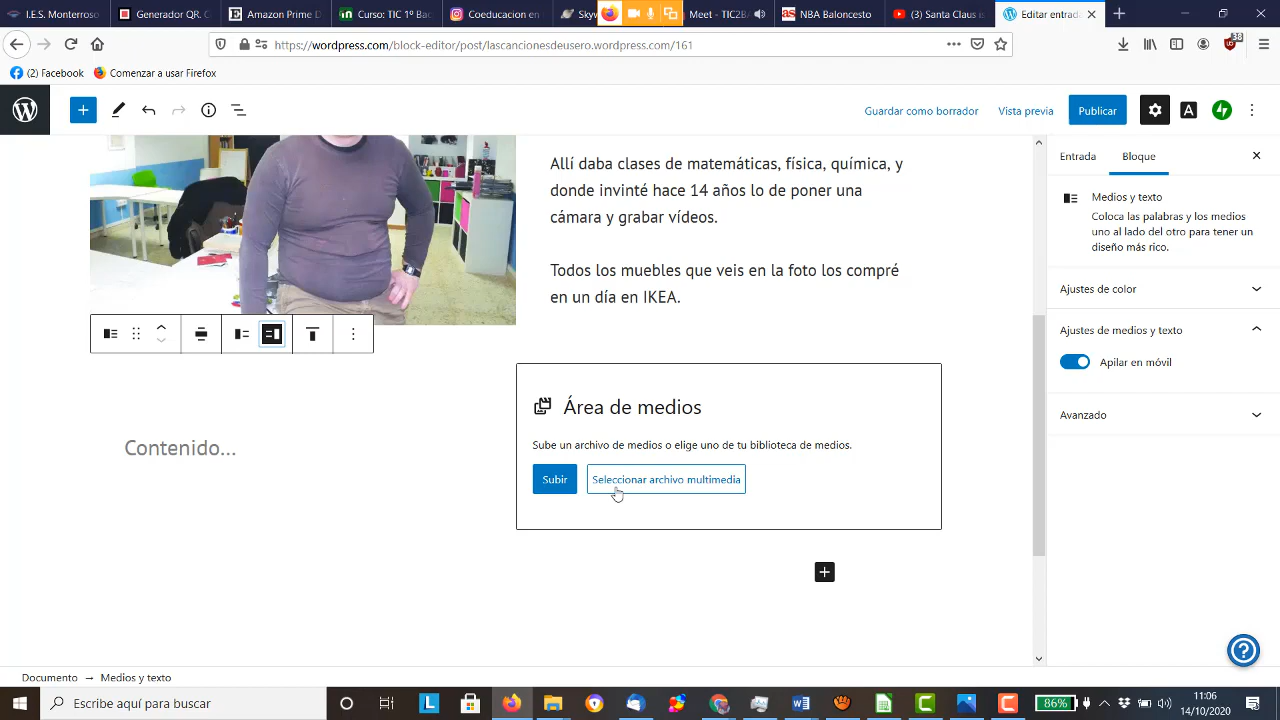 I.E.S. Monterroso
Generador QR. C
Amazon Prime D
Correo TIC 1º Bac
Coeducacion en
Skyw
Meet - TIC2BA
NBA Baloncesto
(3) Santa Claus is
Editar entrada
https://wordpress.com/block-editor/post/lascancionesdeusero.wordpress.com/161
38
(2) Facebook
Comenzar a usar Firefox
Guardar como borrador
Vista previa
Publicar
A
Allí daba clases de matemáticas, física, química, y
donde invinté hace 14 años lo de poner una
cámara y grabar vídeos.
Todos los muebles que veis en la foto los compré
en un día en IKEA.
Área de medios
Sube un archivo de medios o elige uno de tu biblioteca de medios.
Subir
Seleccionar archivo multimedia
Contenido...
Entrada
Bloque
Medios y texto
Coloca las palabras y los medios
uno al lado del otro para tener un
diseño más rico.
Ajustes de color
Ajustes de medios y texto
Apilar en móvil
Avanzado
Documento → Medios y texto
Escribe aquí para buscar
86%
11:06
14/10/2020